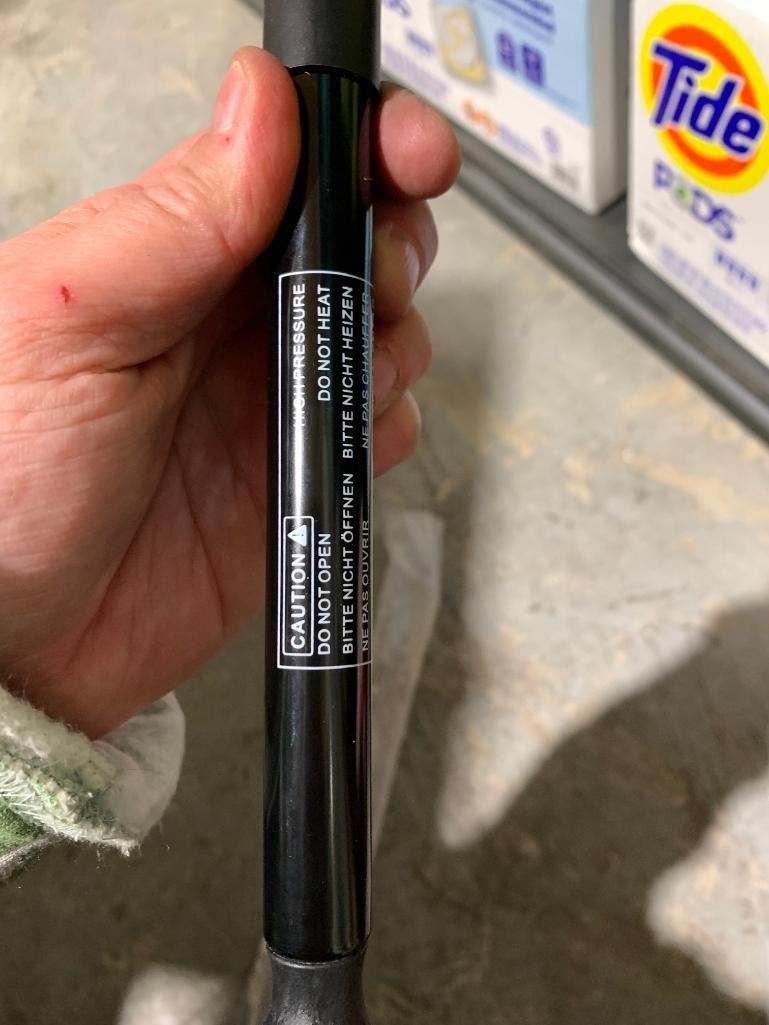 CAUTION HIGH PRESSURE
DO NOT OPEN DO NOT HEAT
BITTE NICHT ÖFFNEN BITTE NICHT HEIZEN
NE PAS OUVRIR NE PAS CHAUFFER
Tide
PODS